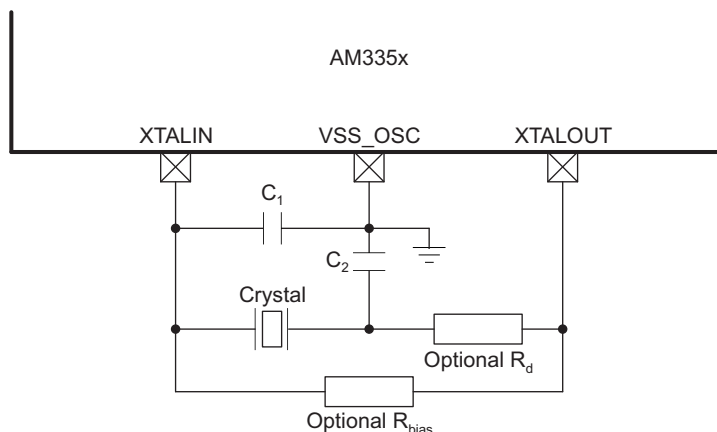 AM335x
XTALIN VSS_OSC XTALOUT
C1
C2
Crystal
Optional Rd
Optional Rbias